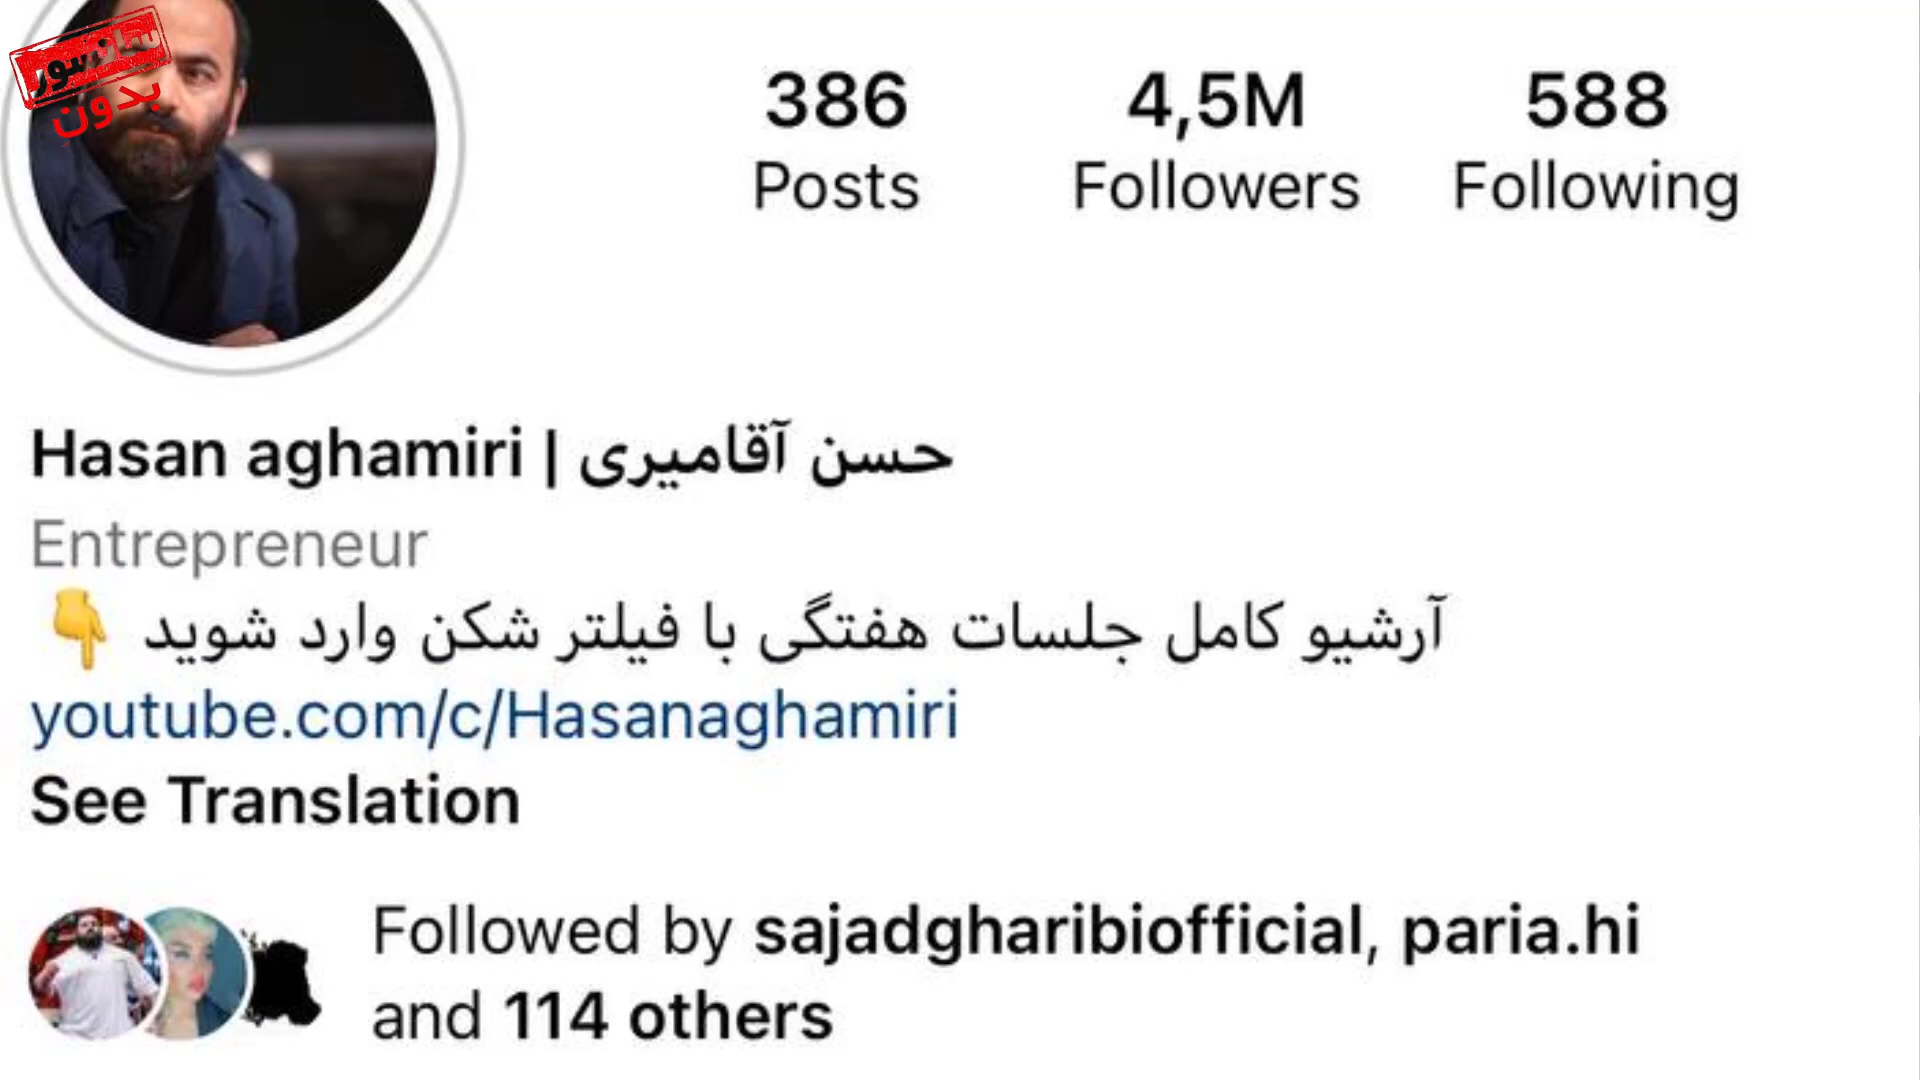 بدون سانسور
386 4,5M 588
Posts Followers Following
Hasan aghamiri | حسن آقامیری
Entrepreneur
آرشیو کامل جلسات هفتگی با فیلتر شکن وارد شوید 👇
youtube.com/c/Hasanaghamiri
See Translation
Followed by sajadgharibiofficial, paria.hi
and 114 others